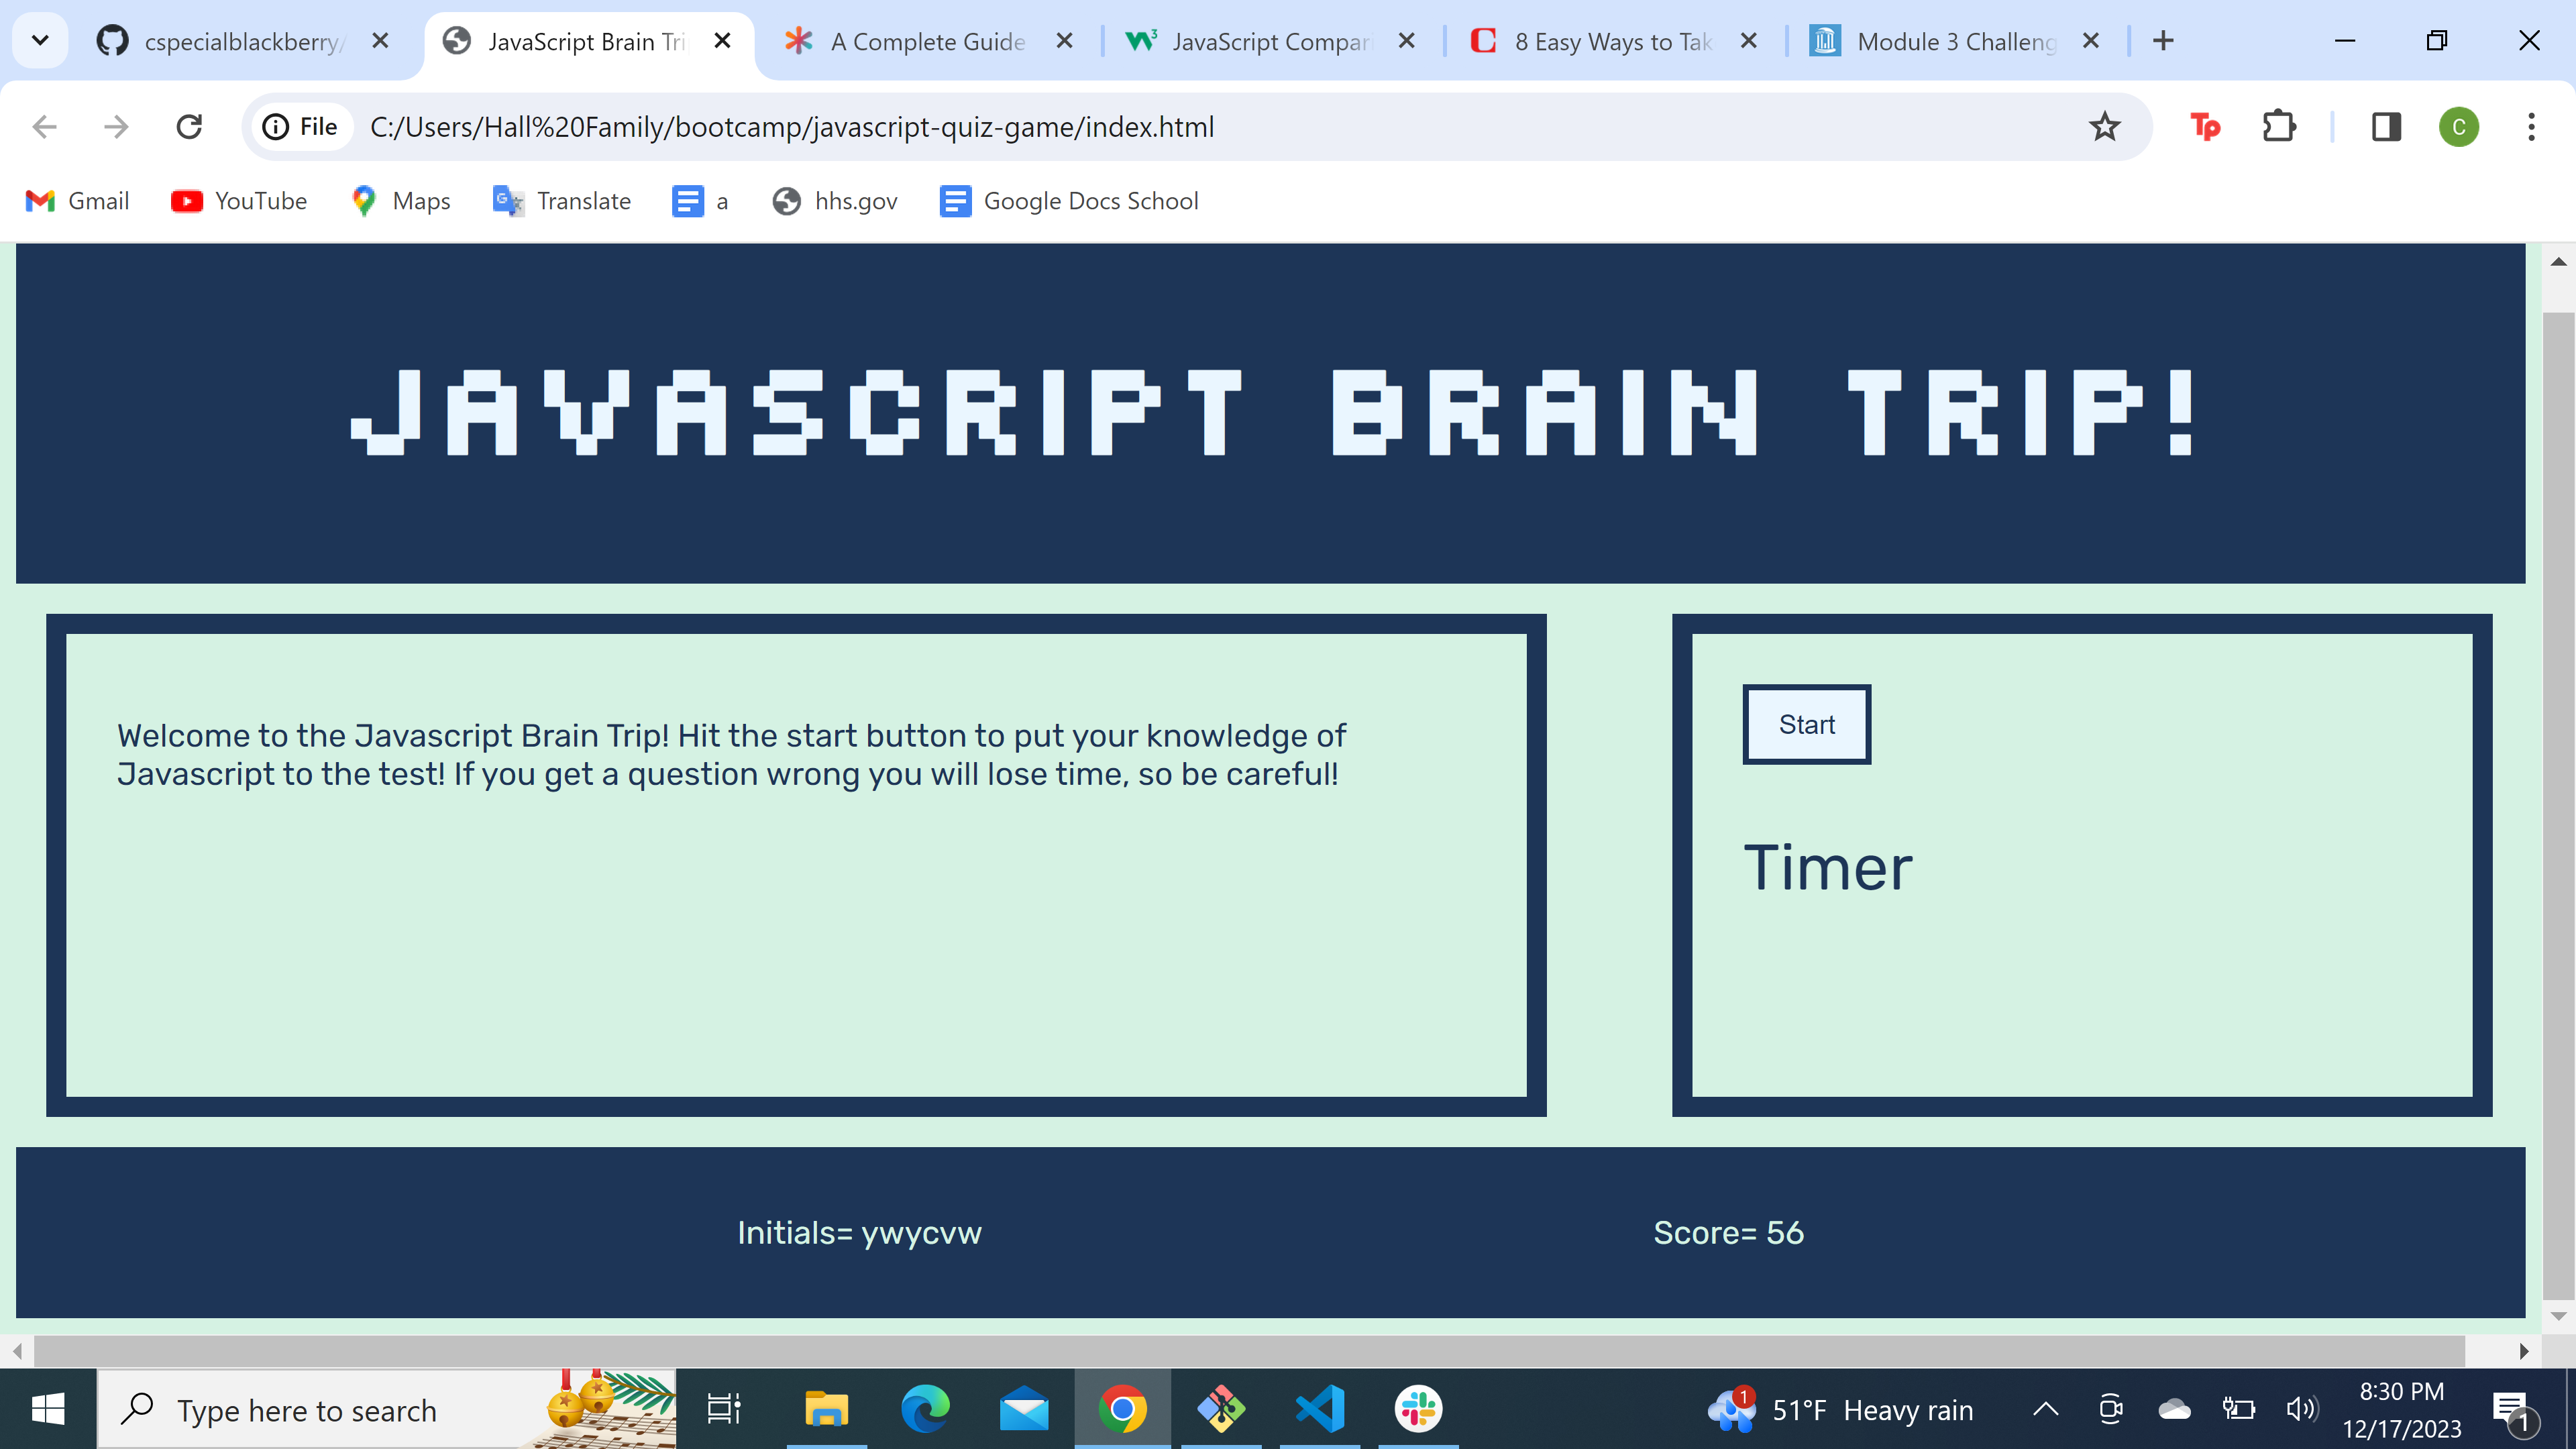 cspecialblackberry/
JavaScript Brain Tri
A Complete Guide
JavaScript Compar
8 Easy Ways to Tak
Module 3 Challeng
File
C:/Users/Hall%20Family/bootcamp/javascript-quiz-game/index.html
Tp
C
Gmail
YouTube
Maps
Translate
a
hhs.gov
Google Docs School
JAVASCRIPT BRAIN TRIP!
Welcome to the Javascript Brain Trip! Hit the start button to put your knowledge of
Javascript to the test! If you get a question wrong you will lose time, so be careful!
Start
Timer
Initials= ywycvw
Score= 56
Type here to search
1
51°F Heavy rain
8:30 PM
12/17/2023
1